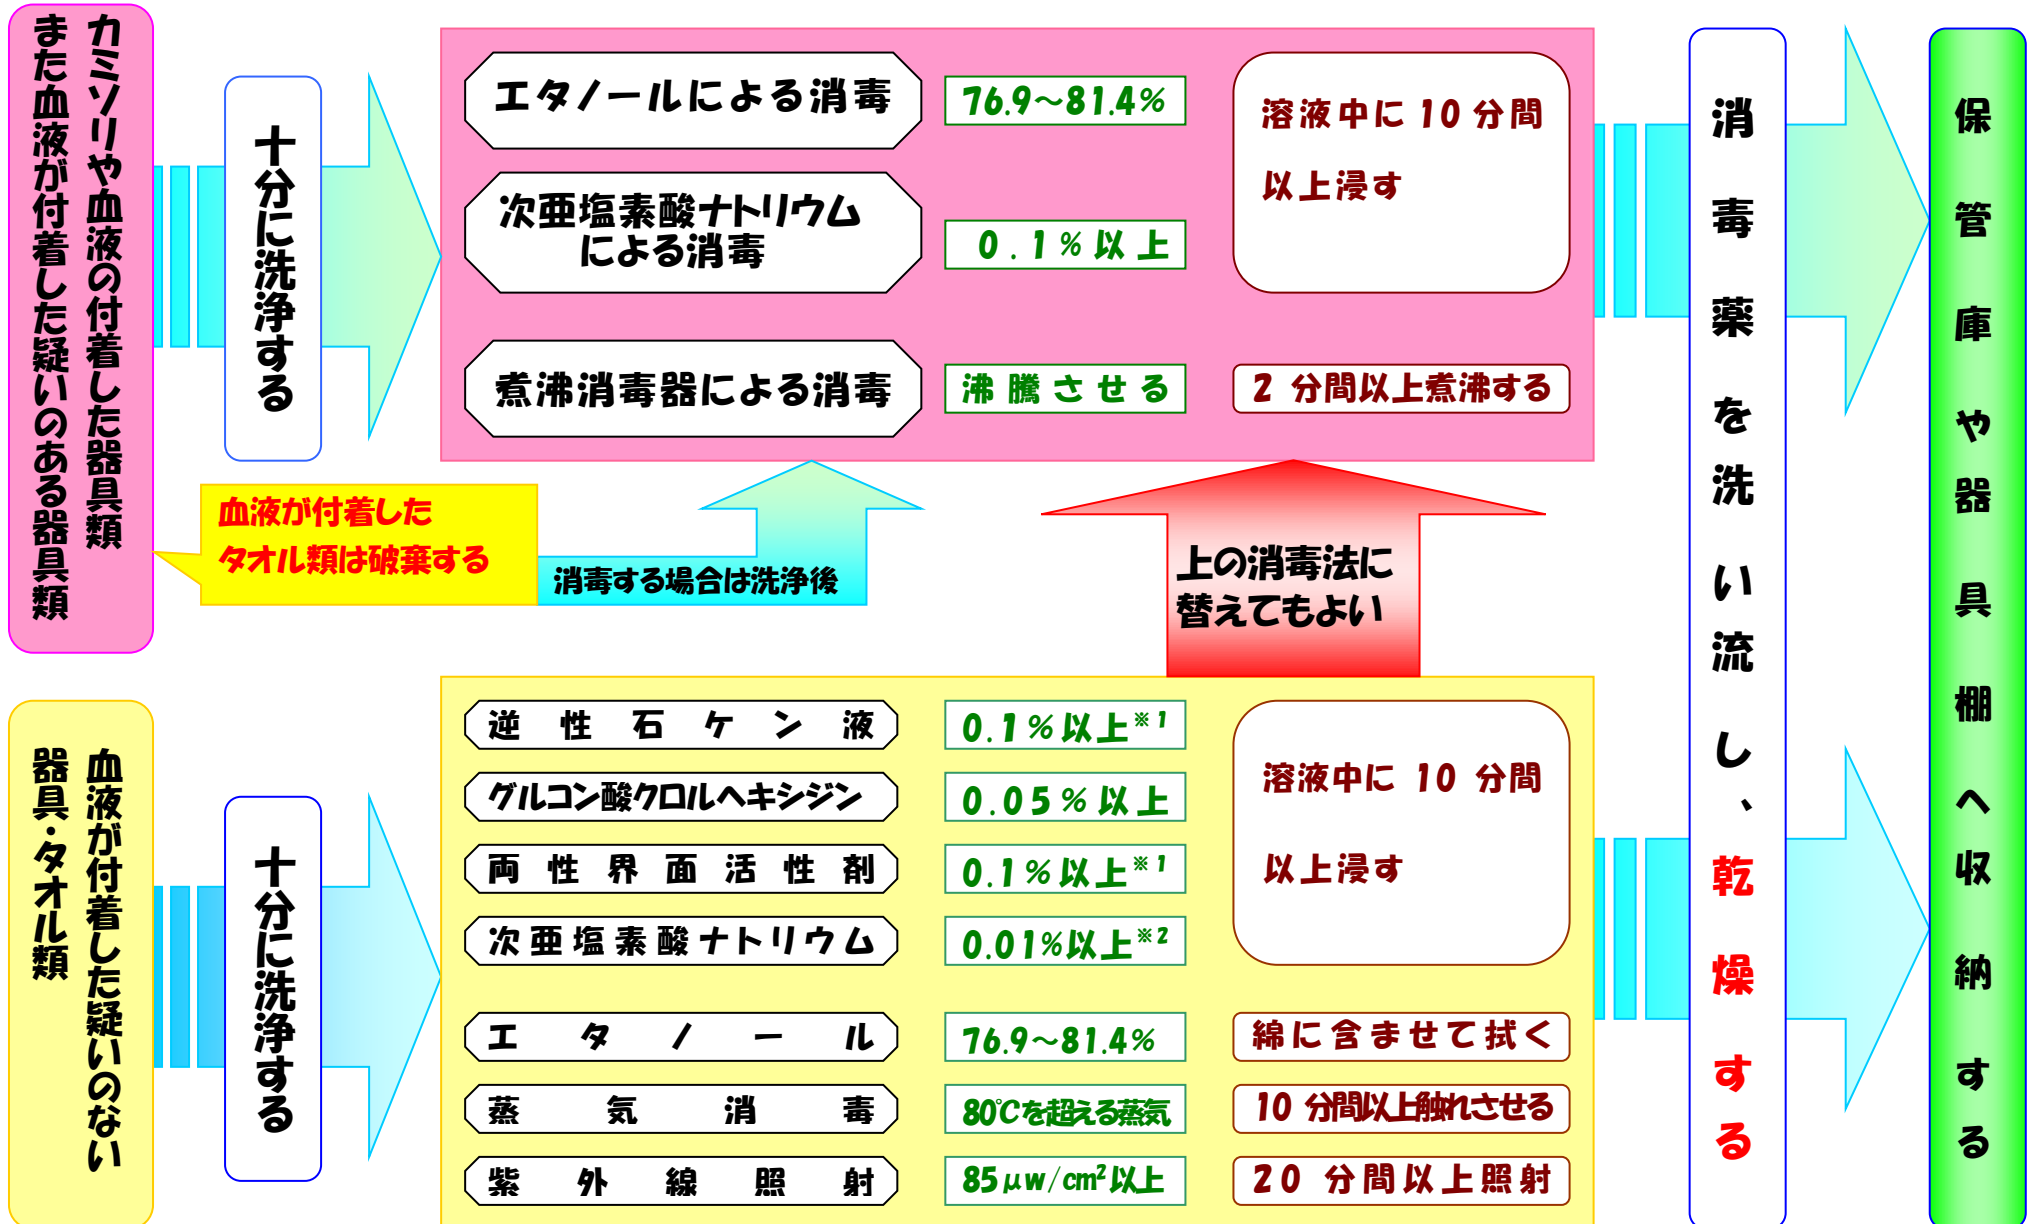 カミソリや血液の付着した器具類
また血液が付着した疑いのある器具類
十分に洗浄する
エタノールによる消毒
76.9～81.4%
次亜塩素酸ナトリウム
による消毒
0.1%以上
溶液中に10分間
以上浸す
煮沸消毒器による消毒
沸騰させる
2分間以上煮沸する
血液が付着した
タオル類は破棄する
消毒する場合は洗浄後
上の消毒法に
替えてもよい
血液が付着した疑いのない
器具・タオル類
十分に洗浄する
逆性石ケン液
0.1%以上※1
グルコン酸クロルヘキシジン
0.05%以上
両性界面活性剤
0.1%以上※1
次亜塩素酸ナトリウム
0.01%以上※2
溶液中に10分間
以上浸す
エタノール
76.9～81.4%
綿に含ませて拭く
蒸気消毒
80℃を超える蒸気
10分間以上触れさせる
紫外線照射
85μw/cm²以上
20分間以上照射
消毒薬を洗い流し、乾燥する
保管庫や器具棚へ収納する